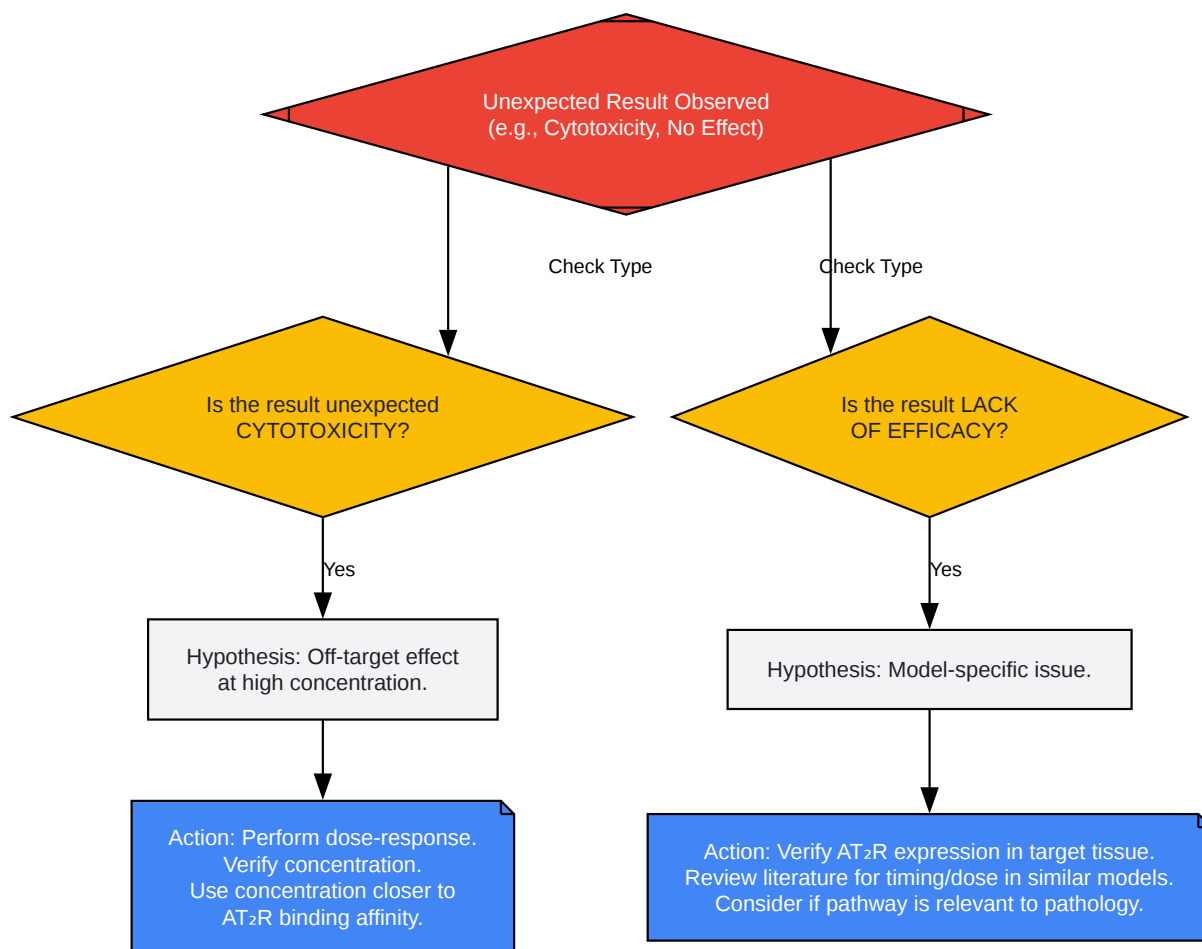 Unexpected Result Observed
(e.g., Cytotoxicity, No Effect)
Check Type
Check Type
Is the result unexpected
CYTOTOXICITY?
Is the result LACK
OF EFFICACY?
Yes
Yes
Hypothesis: Off-target effect
at high concentration.
Hypothesis: Model-specific issue.
Action: Perform dose-response.
Verify concentration.
Use concentration closer to
AT₂R binding affinity.
Action: Verify AT₂R expression in target tissue.
Review literature for timing/dose in similar models.
Consider if pathway is relevant to pathology.